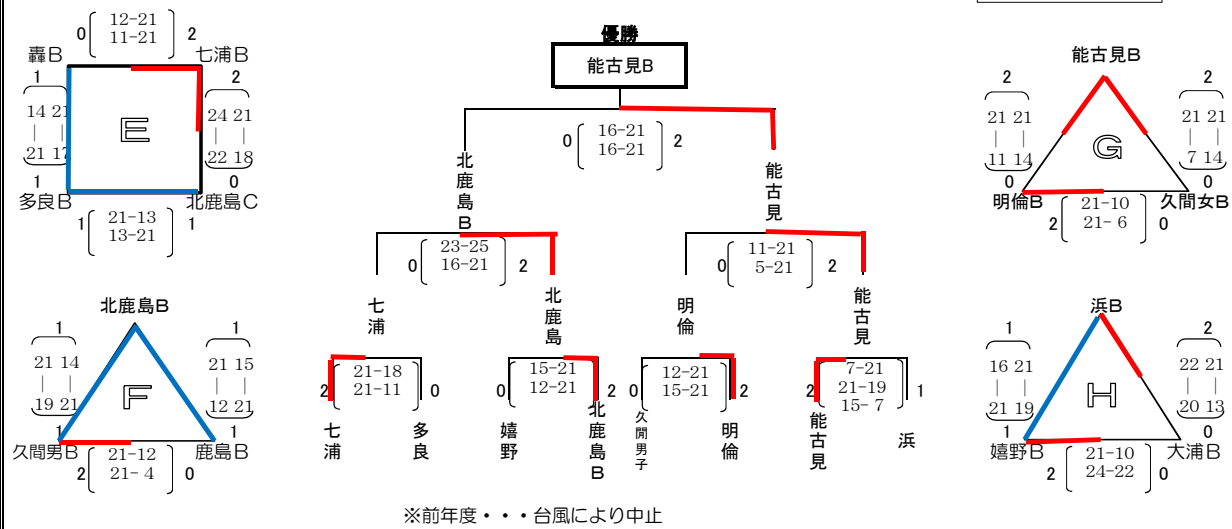 優勝
能古見B
0 16-21 2
16-21
北鹿島B
能古見
0 23-25 2
16-21
0 11-21 2
5-21
七浦
北鹿島
明倫
能古見
2 21-18 0
21-11
0 15-21 2
12-21
0 12-21 2
15-21
2 7-21 1
21-19
15- 7
七浦
多良
嬉野
北鹿島B
久間男子
明倫
能古見
浜
※前年度・・・台風により中止
0 12-21 2
11-21
轟B
七浦B
1
2
14 21
| |
21 17
24 21
| |
22 18
E
1
0
多良B
北鹿島C
1 21-13 1
13-21
北鹿島B
1
1
21 14
| |
19 21
21 15
| |
12 21
F
1
1
久間男B
鹿島B
2 21-12 0
21- 4
能古見B
2
2
21 21
| |
11 14
21 21
| |
7 14
G
0
0
明倫B
久間女B
2 21-10 0
21- 6
浜B
1
2
16 21
| |
21 19
22 21
| |
20 13
H
1
0
嬉野B
大浦B
2 21-10 0
24-22